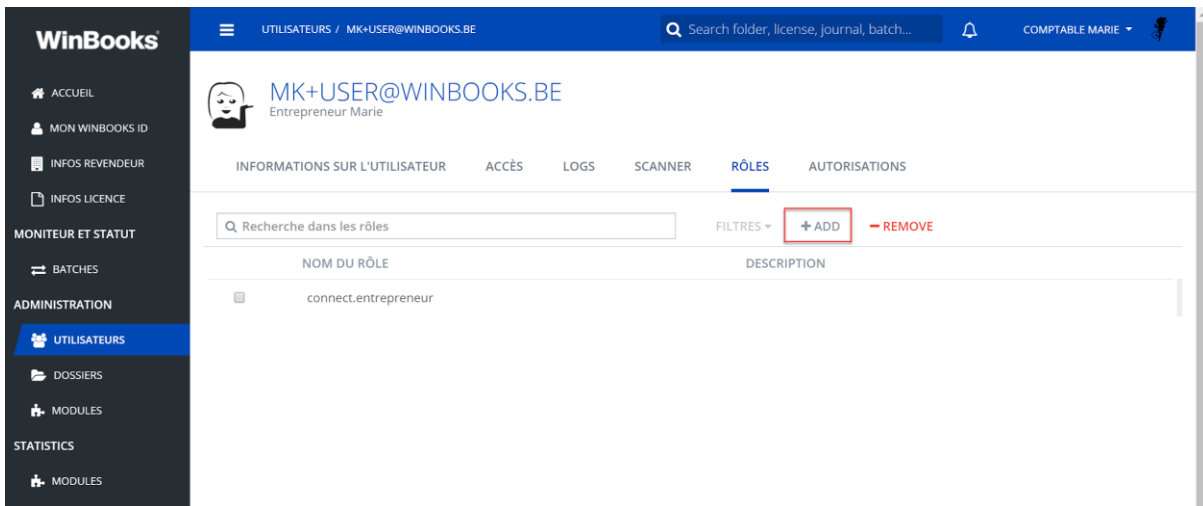 WinBooks
UTILISATEURS / MK+USER@WINBOOKS.BE
Search folder, license, journal, batch...
COMPTABLE MARIE
ACCUEIL
MON WINBOOKS ID
INFOS REVENDEUR
INFOS LICENCE
MONITEUR ET STATUT
BATCHES
ADMINISTRATION
UTILISATEURS
DOSSIERS
MODULES
STATISTICS
MODULES
MK+USER@WINBOOKS.BE
Entrepreneur Marie
INFORMATIONS SUR L'UTILISATEUR ACCÈS LOGS SCANNER RÔLES AUTORISATIONS
Recherche dans les rôles FILTRES + ADD − REMOVE
NOM DU RÔLE DESCRIPTION
connect.entrepreneur